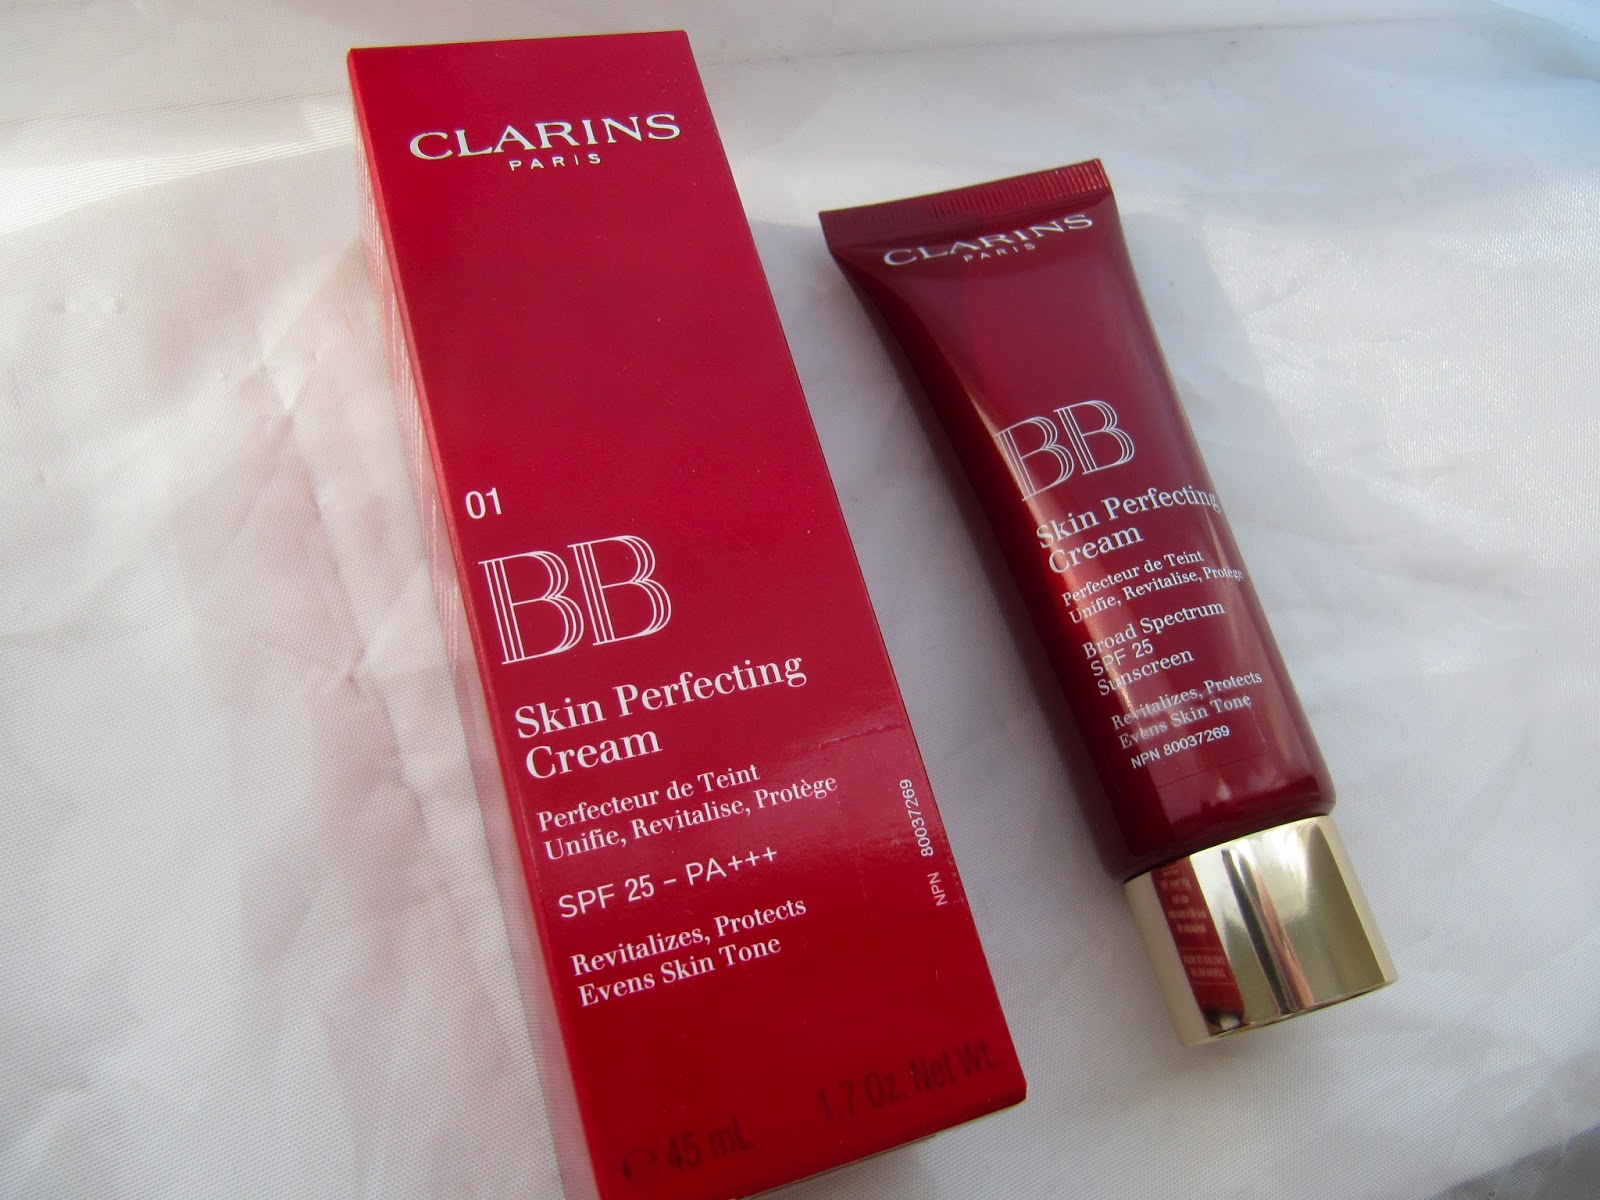 CLARINS
PARIS
01
BB
Skin Perfecting
Cream
Perfecteur de Teint
Unifie, Revitalise, Protège
SPF 25 - PA+++
Revitalizes, Protects
Evens Skin Tone
NPN 80037269
e 45 mL 1.7 Oz. Net Wt.
CLARINS
PARIS
BB
Skin Perfecting
Cream
Perfecteur de Teint
Unifie, Revitalise, Protège
Broad Spectrum
SPF 25
Sunscreen
Revitalizes, Protects
Evens Skin Tone
NPN 80037269